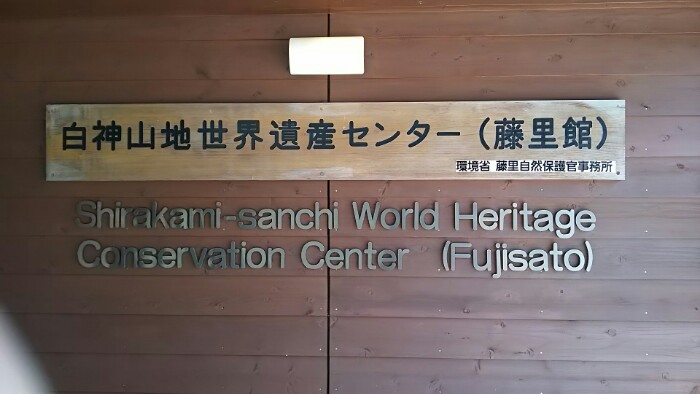 白神山地世界遺産センター（藤里館）
環境省 藤里自然保護官事務所
Shirakami-sanchi World Heritage
Conservation Center (Fujisato)